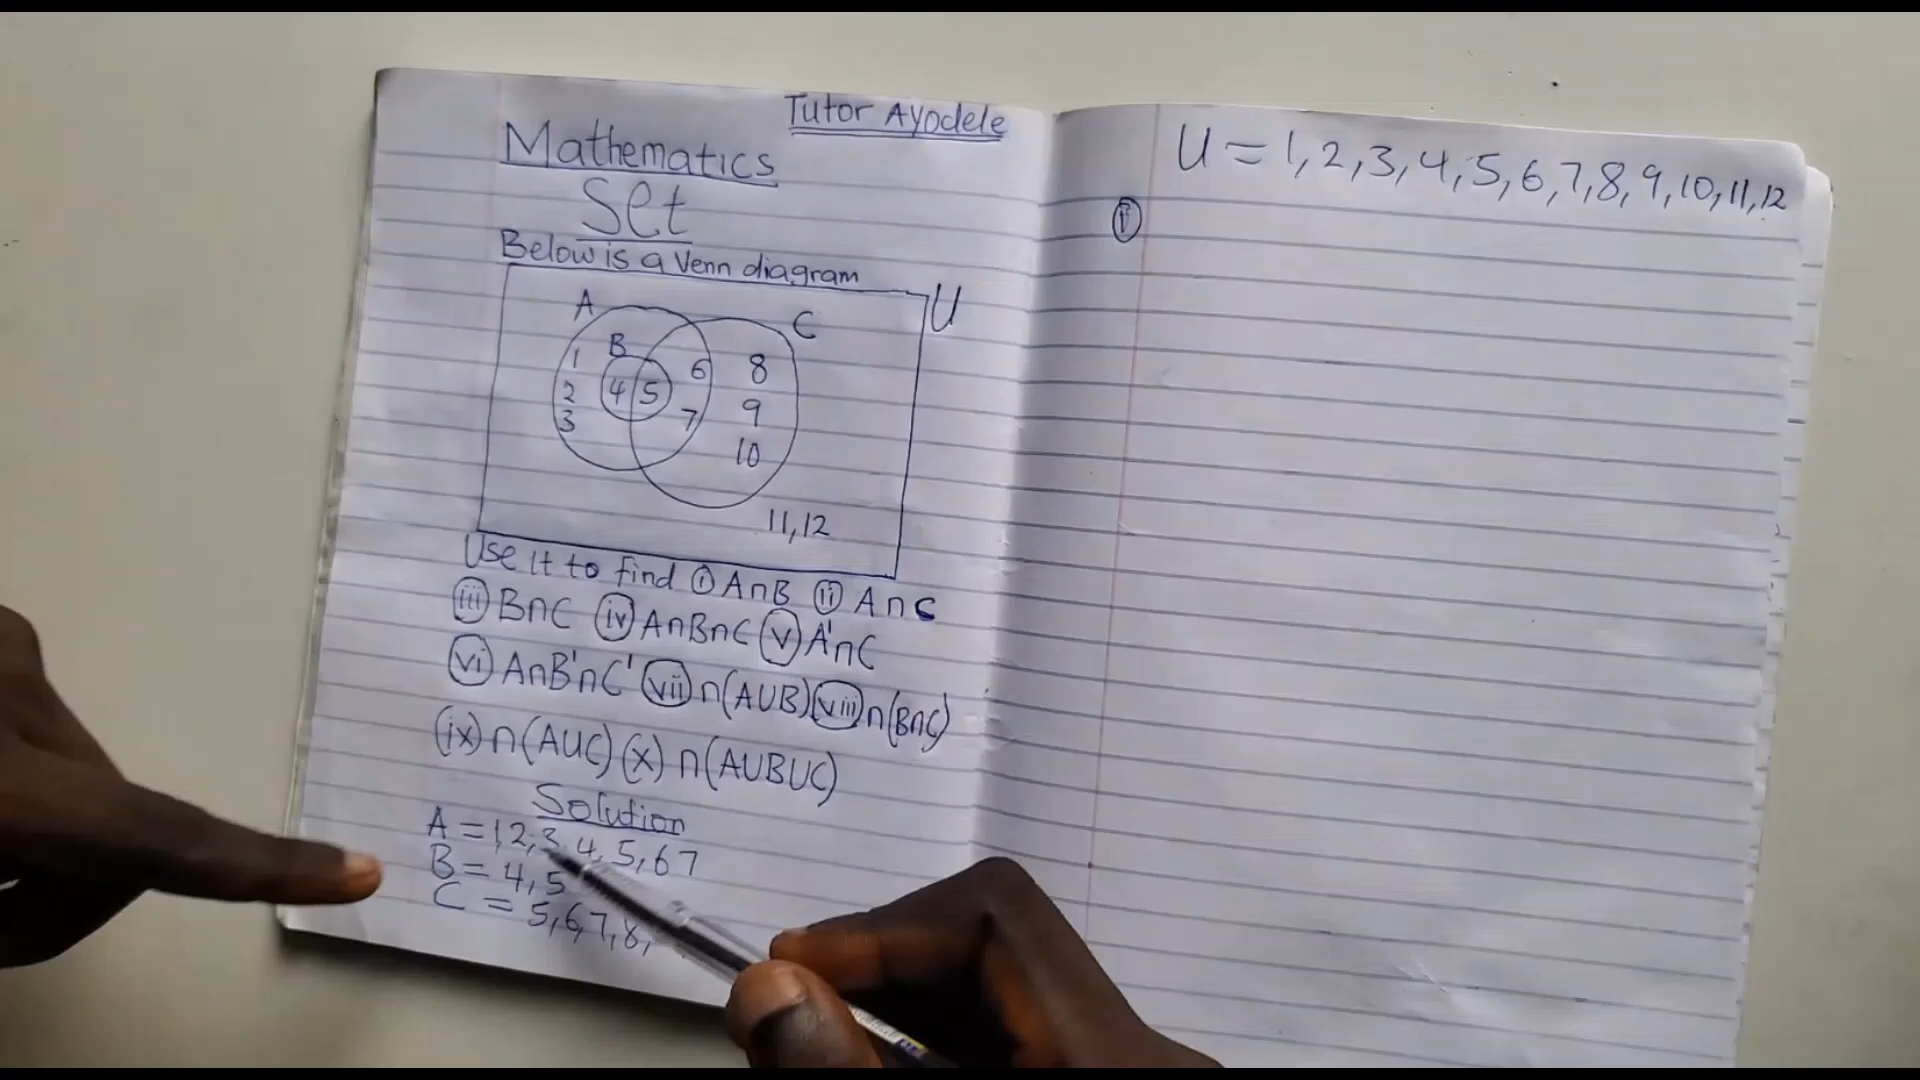 Tutor Ayodele
Mathematics
Set
Below is a Venn diagram
U
A
C
B
1
6
8
2
4
5
3
7
9
10
11,12
Use it to find (i) A∩B (ii) A∩C
(iii) B∩C (iv) A∩B∩C (v) A'∩C
(vi) A∩B'∩C' (vii) n(AUB) (viii) n(B∩C)
(ix) n(AUC) (x) n(AUBUC)
Solution
A = 1,2,3,4,5,6 7
B = 4,5
C = 5,6,7,8,
U = 1,2,3,4,5,6,7,8,9,10,11,12
(i)